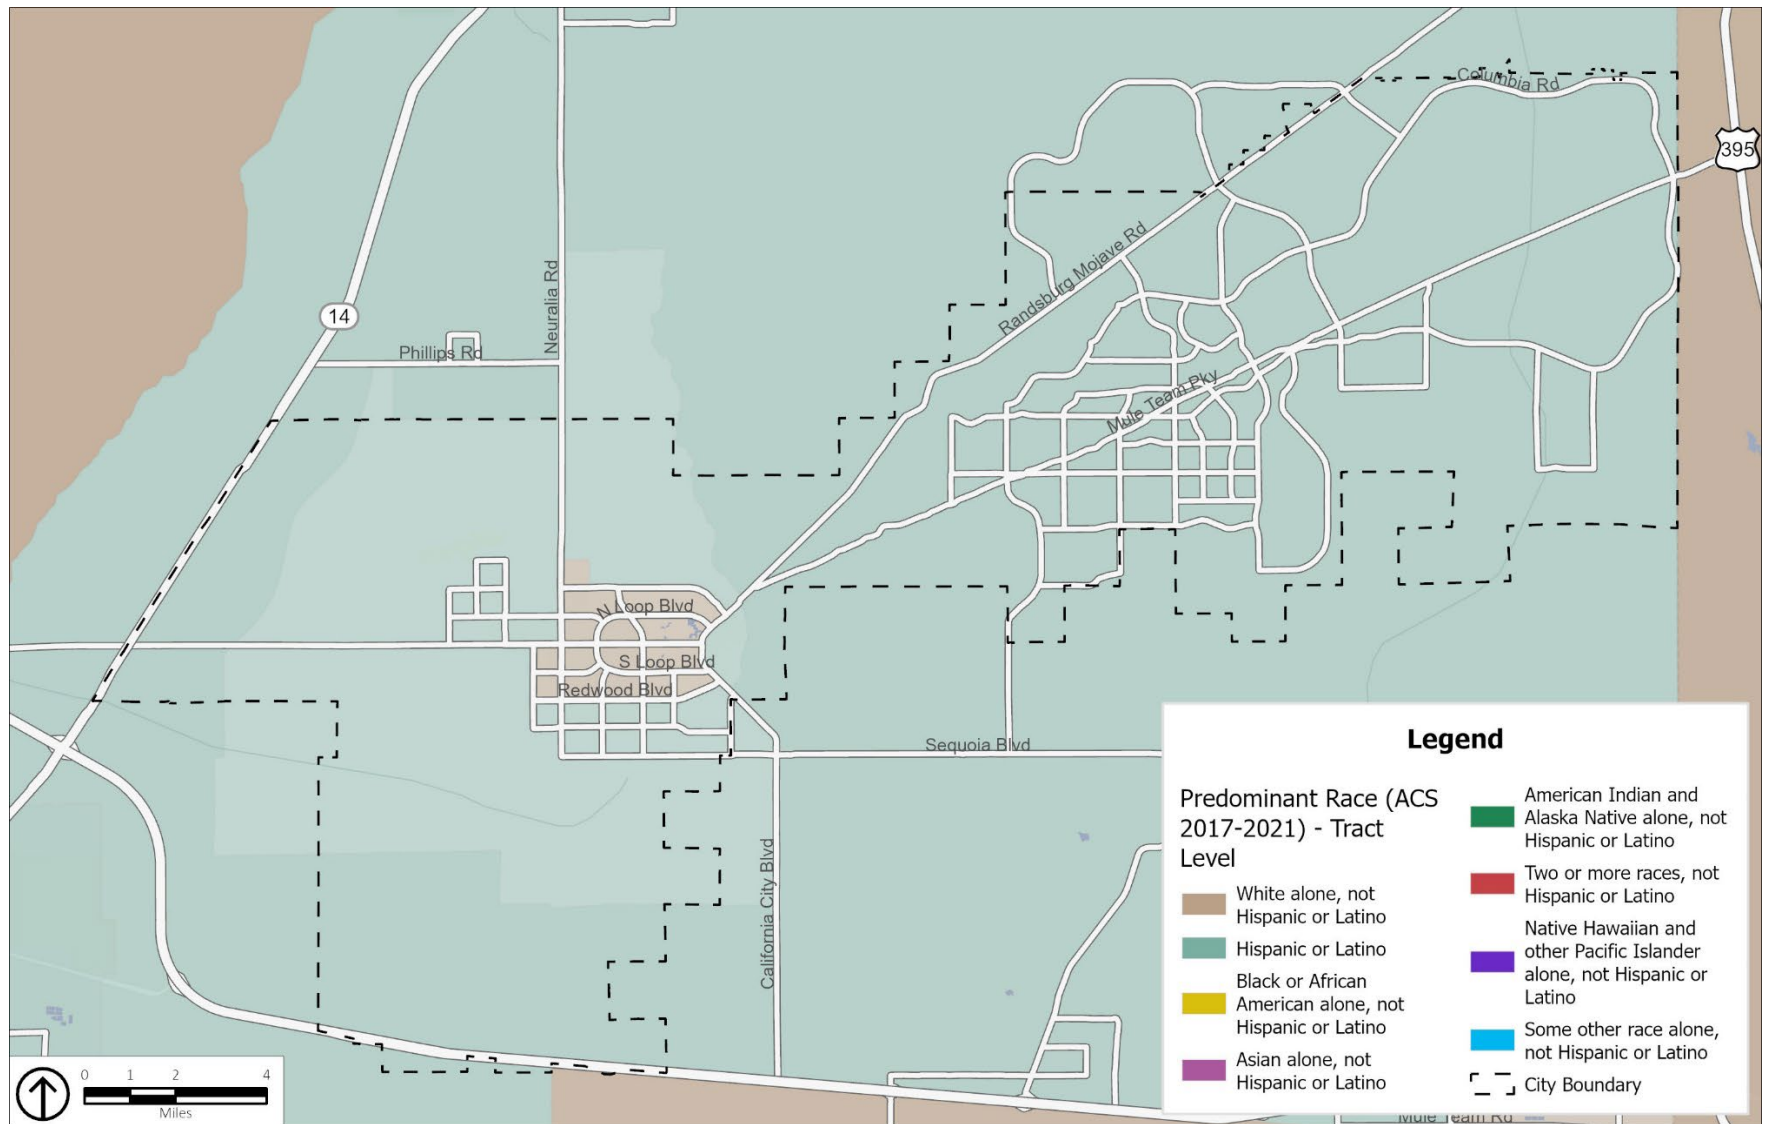 Columbia Rd
395
Randsburg Mojave Rd
Neuralia Rd
14
Phillips Rd
Mule Team Pky
N Loop Blvd
S Loop Blvd
Redwood Blvd
Sequoia Blvd
California City Blvd
Legend
Predominant Race (ACS
2017-2021) - Tract
Level
White alone, not
Hispanic or Latino
Hispanic or Latino
Black or African
American alone, not
Hispanic or Latino
Asian alone, not
Hispanic or Latino
American Indian and
Alaska Native alone, not
Hispanic or Latino
Two or more races, not
Hispanic or Latino
Native Hawaiian and
other Pacific Islander
alone, not Hispanic or
Latino
Some other race alone,
not Hispanic or Latino
City Boundary
0 1 2 4
Miles
Mule Team Rd